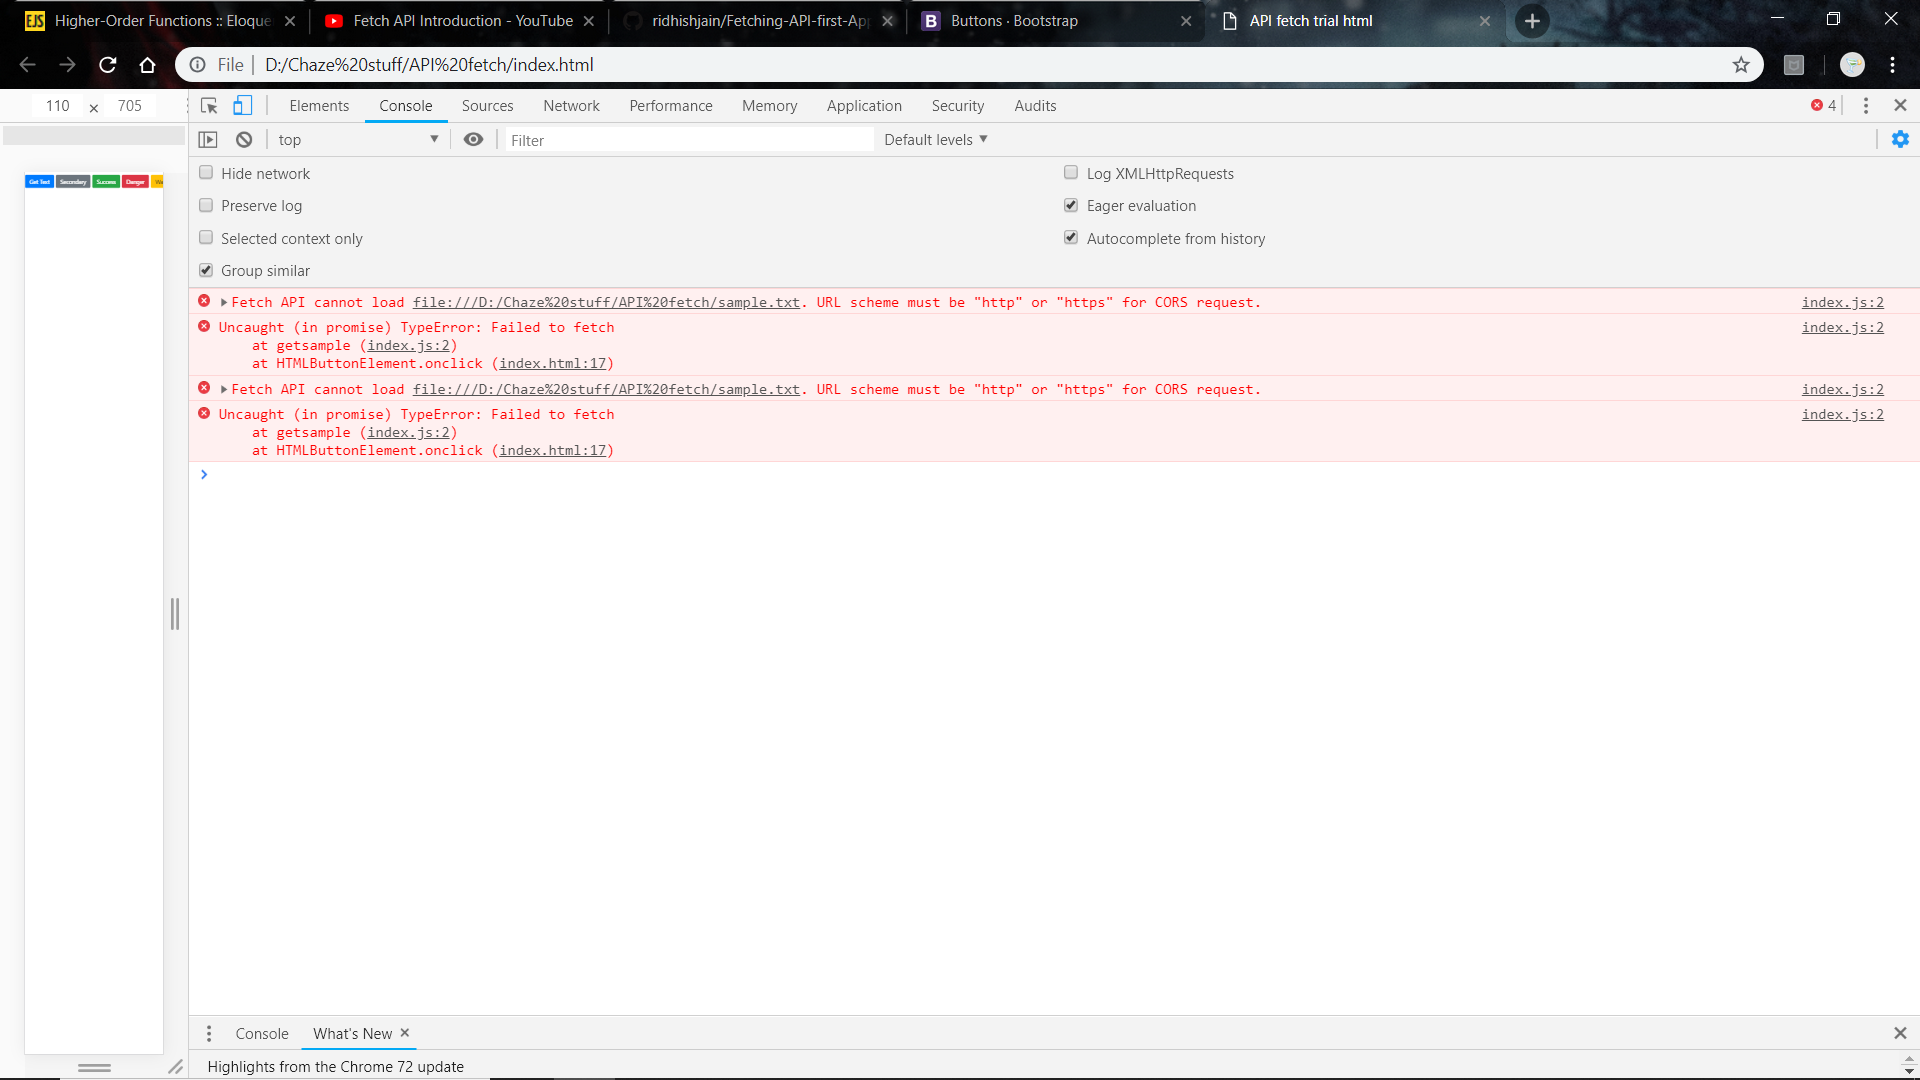 EJS Higher-Order Functions :: Eloque
Fetch API Introduction - YouTube
ridhishjain/Fetching-API-first-Ap
B Buttons · Bootstrap
API fetch trial html
File D:/Chaze%20stuff/API%20fetch/index.html
110 × 705
Elements Console Sources Network Performance Memory Application Security Audits 4
top Filter Default levels
Hide network Log XMLHttpRequests
Preserve log Eager evaluation
Selected context only Autocomplete from history
Group similar
Get Text Secondary Success Danger Wa
Fetch API cannot load file:///D:/Chaze%20stuff/API%20fetch/sample.txt. URL scheme must be "http" or "https" for CORS request. index.js:2
Uncaught (in promise) TypeError: Failed to fetch index.js:2
at getsample (index.js:2)
at HTMLButtonElement.onclick (index.html:17)
Fetch API cannot load file:///D:/Chaze%20stuff/API%20fetch/sample.txt. URL scheme must be "http" or "https" for CORS request. index.js:2
Uncaught (in promise) TypeError: Failed to fetch index.js:2
at getsample (index.js:2)
at HTMLButtonElement.onclick (index.html:17)
Console What's New
Highlights from the Chrome 72 update